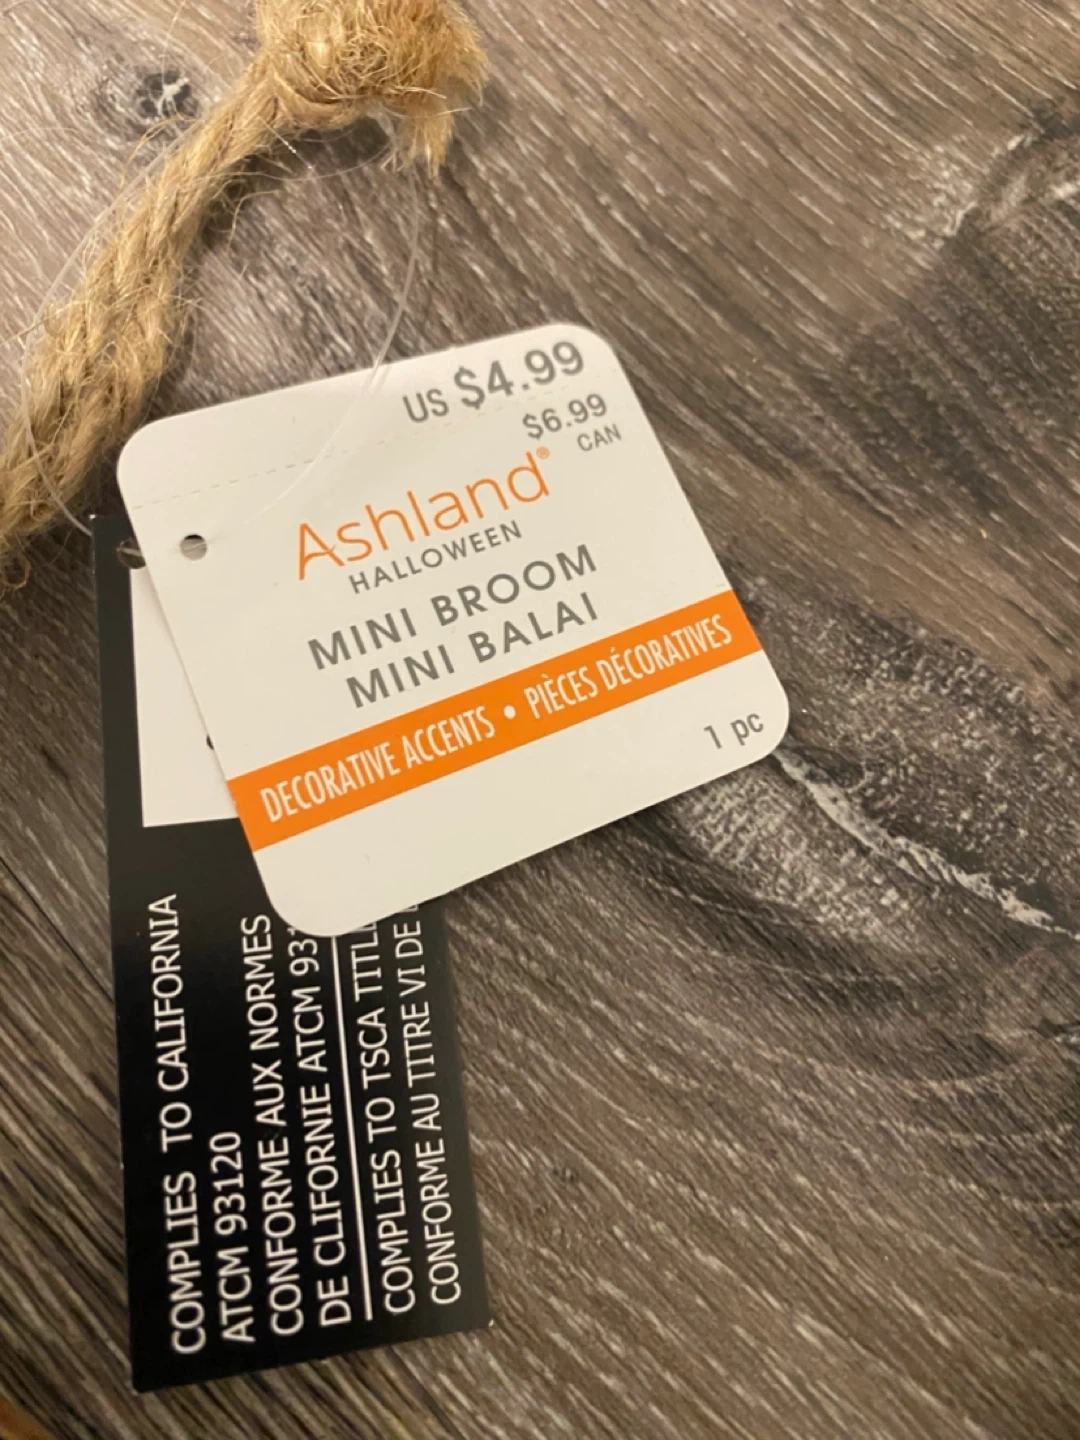 US $4.99
$6.99
CAN
Ashland®
HALLOWEEN
MINI BROOM
MINI BALAI
DECORATIVE ACCENTS • PIÈCES DÉCORATIVES
1 pc
COMPLIES TO CALIFORNIA
ATCM 93120
CONFORME AUX NORMES
DE CLIFORNIE ATCM
COMPLIES TO TSCA
CONFORME AU TITRE VI DE